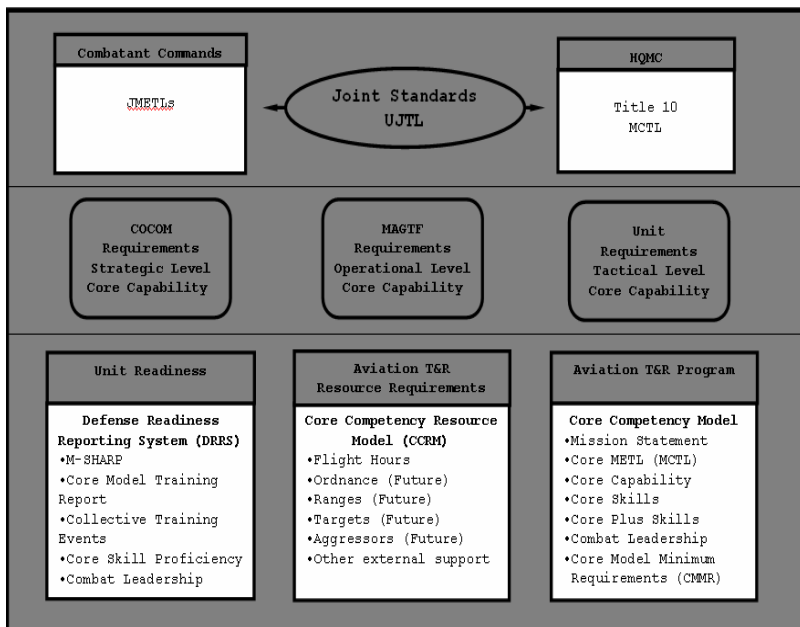 Combatant Commands
JMETLs
Joint Standards
UJTL
HQMC
Title 10
MCTL
COCOM
Requirements
Strategic Level
Core Capability
MAGTF
Requirements
Operational Level
Core Capability
Unit
Requirements
Tactical Level
Core Capability
Unit Readiness
Defense Readiness
Reporting System (DRRS)
•M-SHARP
•Core Model Training
Report
•Collective Training
Events
•Core Skill Proficiency
•Combat Leadership
Aviation T&R
Resource Requirements
Core Competency Resource
Model (CCRM)
•Flight Hours
•Ordnance (Future)
•Ranges (Future)
•Targets (Future)
•Aggressors (Future)
•Other external support
Aviation T&R Program
Core Competency Model
•Mission Statement
•Core METL (MCTL)
•Core Capability
•Core Skills
•Core Plus Skills
•Combat Leadership
•Core Model Minimum
Requirements (CMMR)